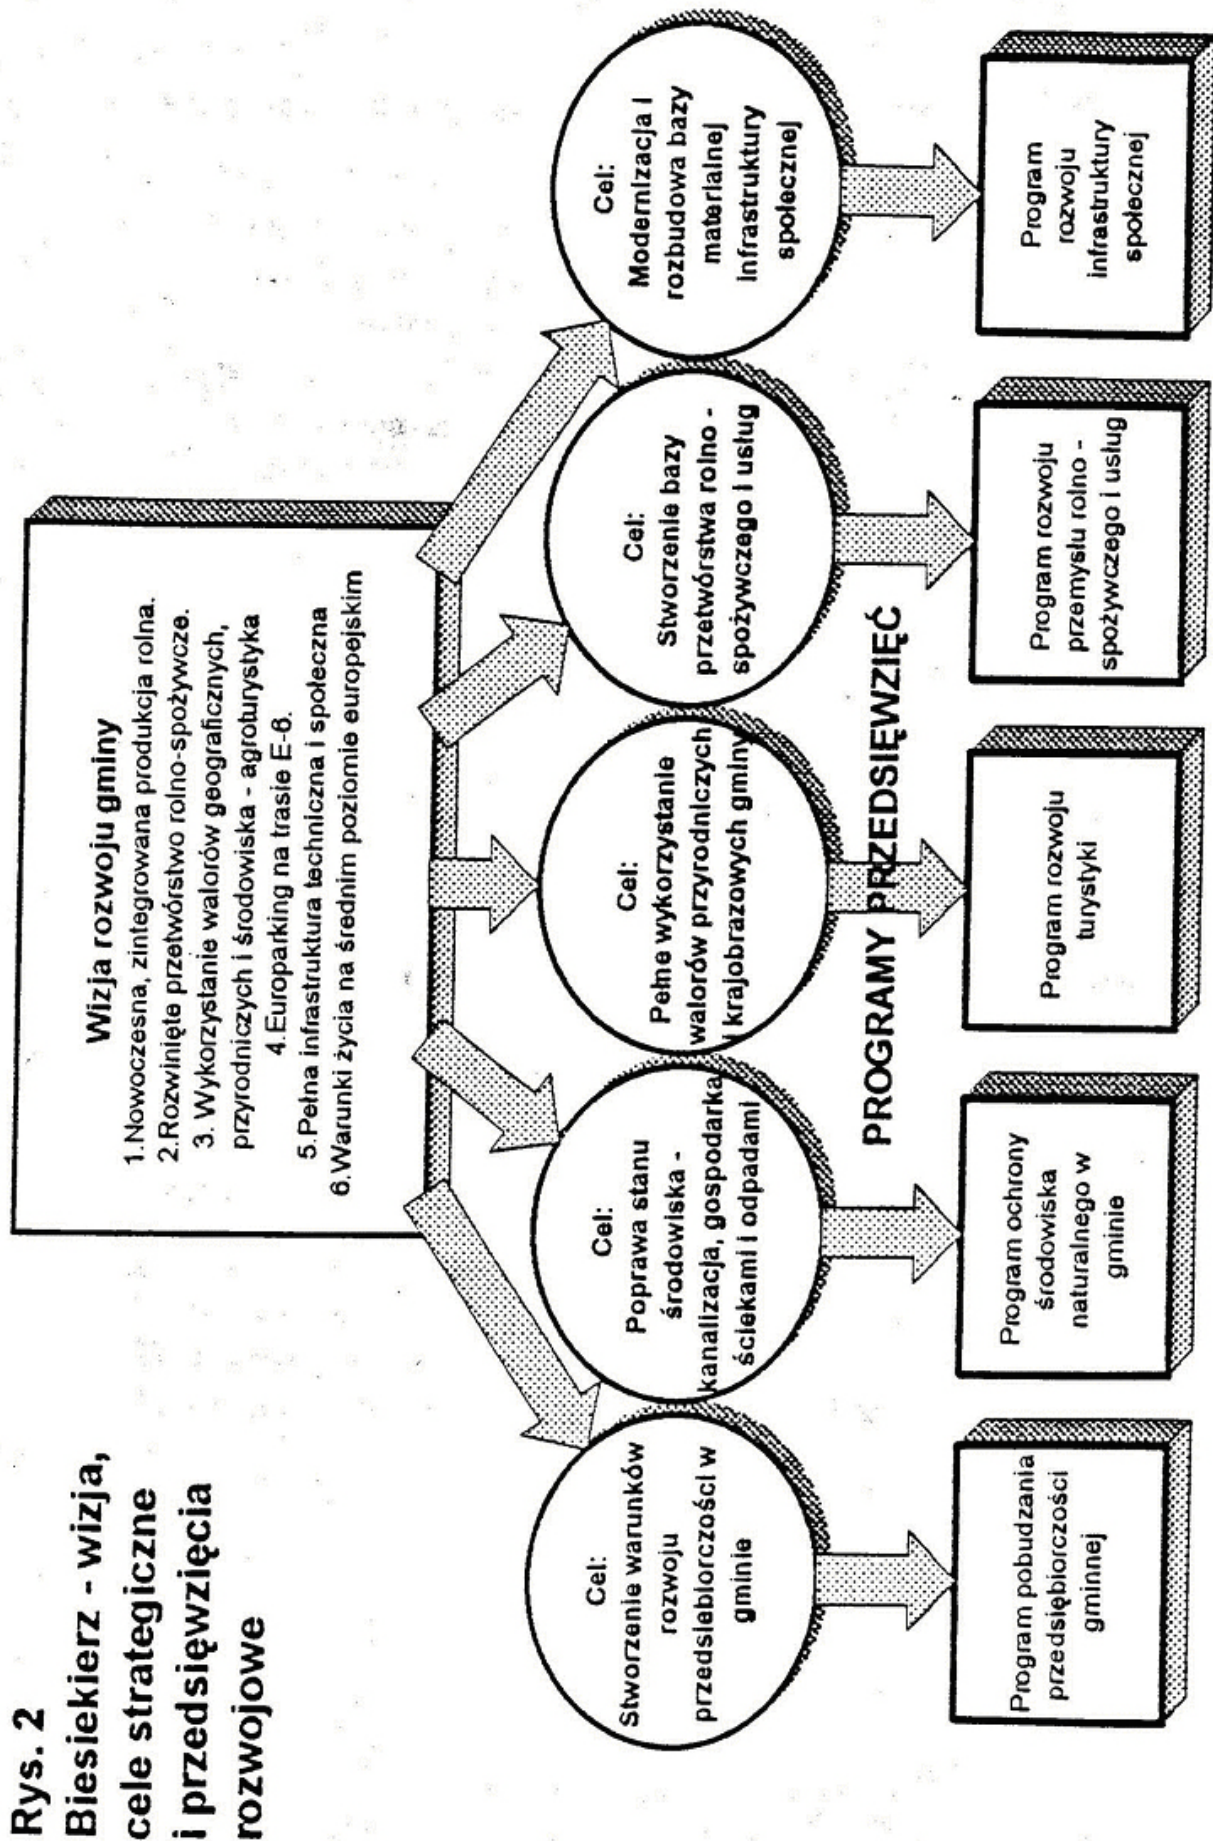 Rys. 2
Biesiekierz - wizja,
cele strategiczne
i przedsięwzięcia
rozwojowe
Wizja rozwoju gminy
1.Nowoczesna, zintegrowana produkcja rolna.
2.Rozwinięte przetwórstwo rolno-spożywcze.
3. Wykorzystanie walorów geograficznych,
przyrodniczych i środowiska - agroturystyka
4.Europarking na trasie E-6.
5.Pełna infrastruktura techniczna i społeczna
6.Warunki życia na średnim poziomie europejskim
Cel:
Stworzenie warunków
rozwoju
przedsiebiorczości w
gminie
Cel:
Poprawa stanu
środowiska -
kanalizacja, gospodarka
ściekami i odpadami
Cel:
Pełne wykorzystanie
walorów przyrodniczych
i krajobrazowych gminy
Cel:
Stworzenie bazy
przetwórstwa rolno -
spożywczego i usług
Cel:
Modernizacja i
rozbudowa bazy
materialnej
infrastruktury
społecznej
PROGRAMY PRZEDSIĘWZIĘĆ
Program pobudzania
przedsiębiorczości
gminnej
Program ochrony
środowiska
naturalnego w
gminie
Program rozwoju
turystyki
Program rozwoju
przemysłu rolno -
spożywczego i usług
Program
rozwoju
infrastruktury
społecznej